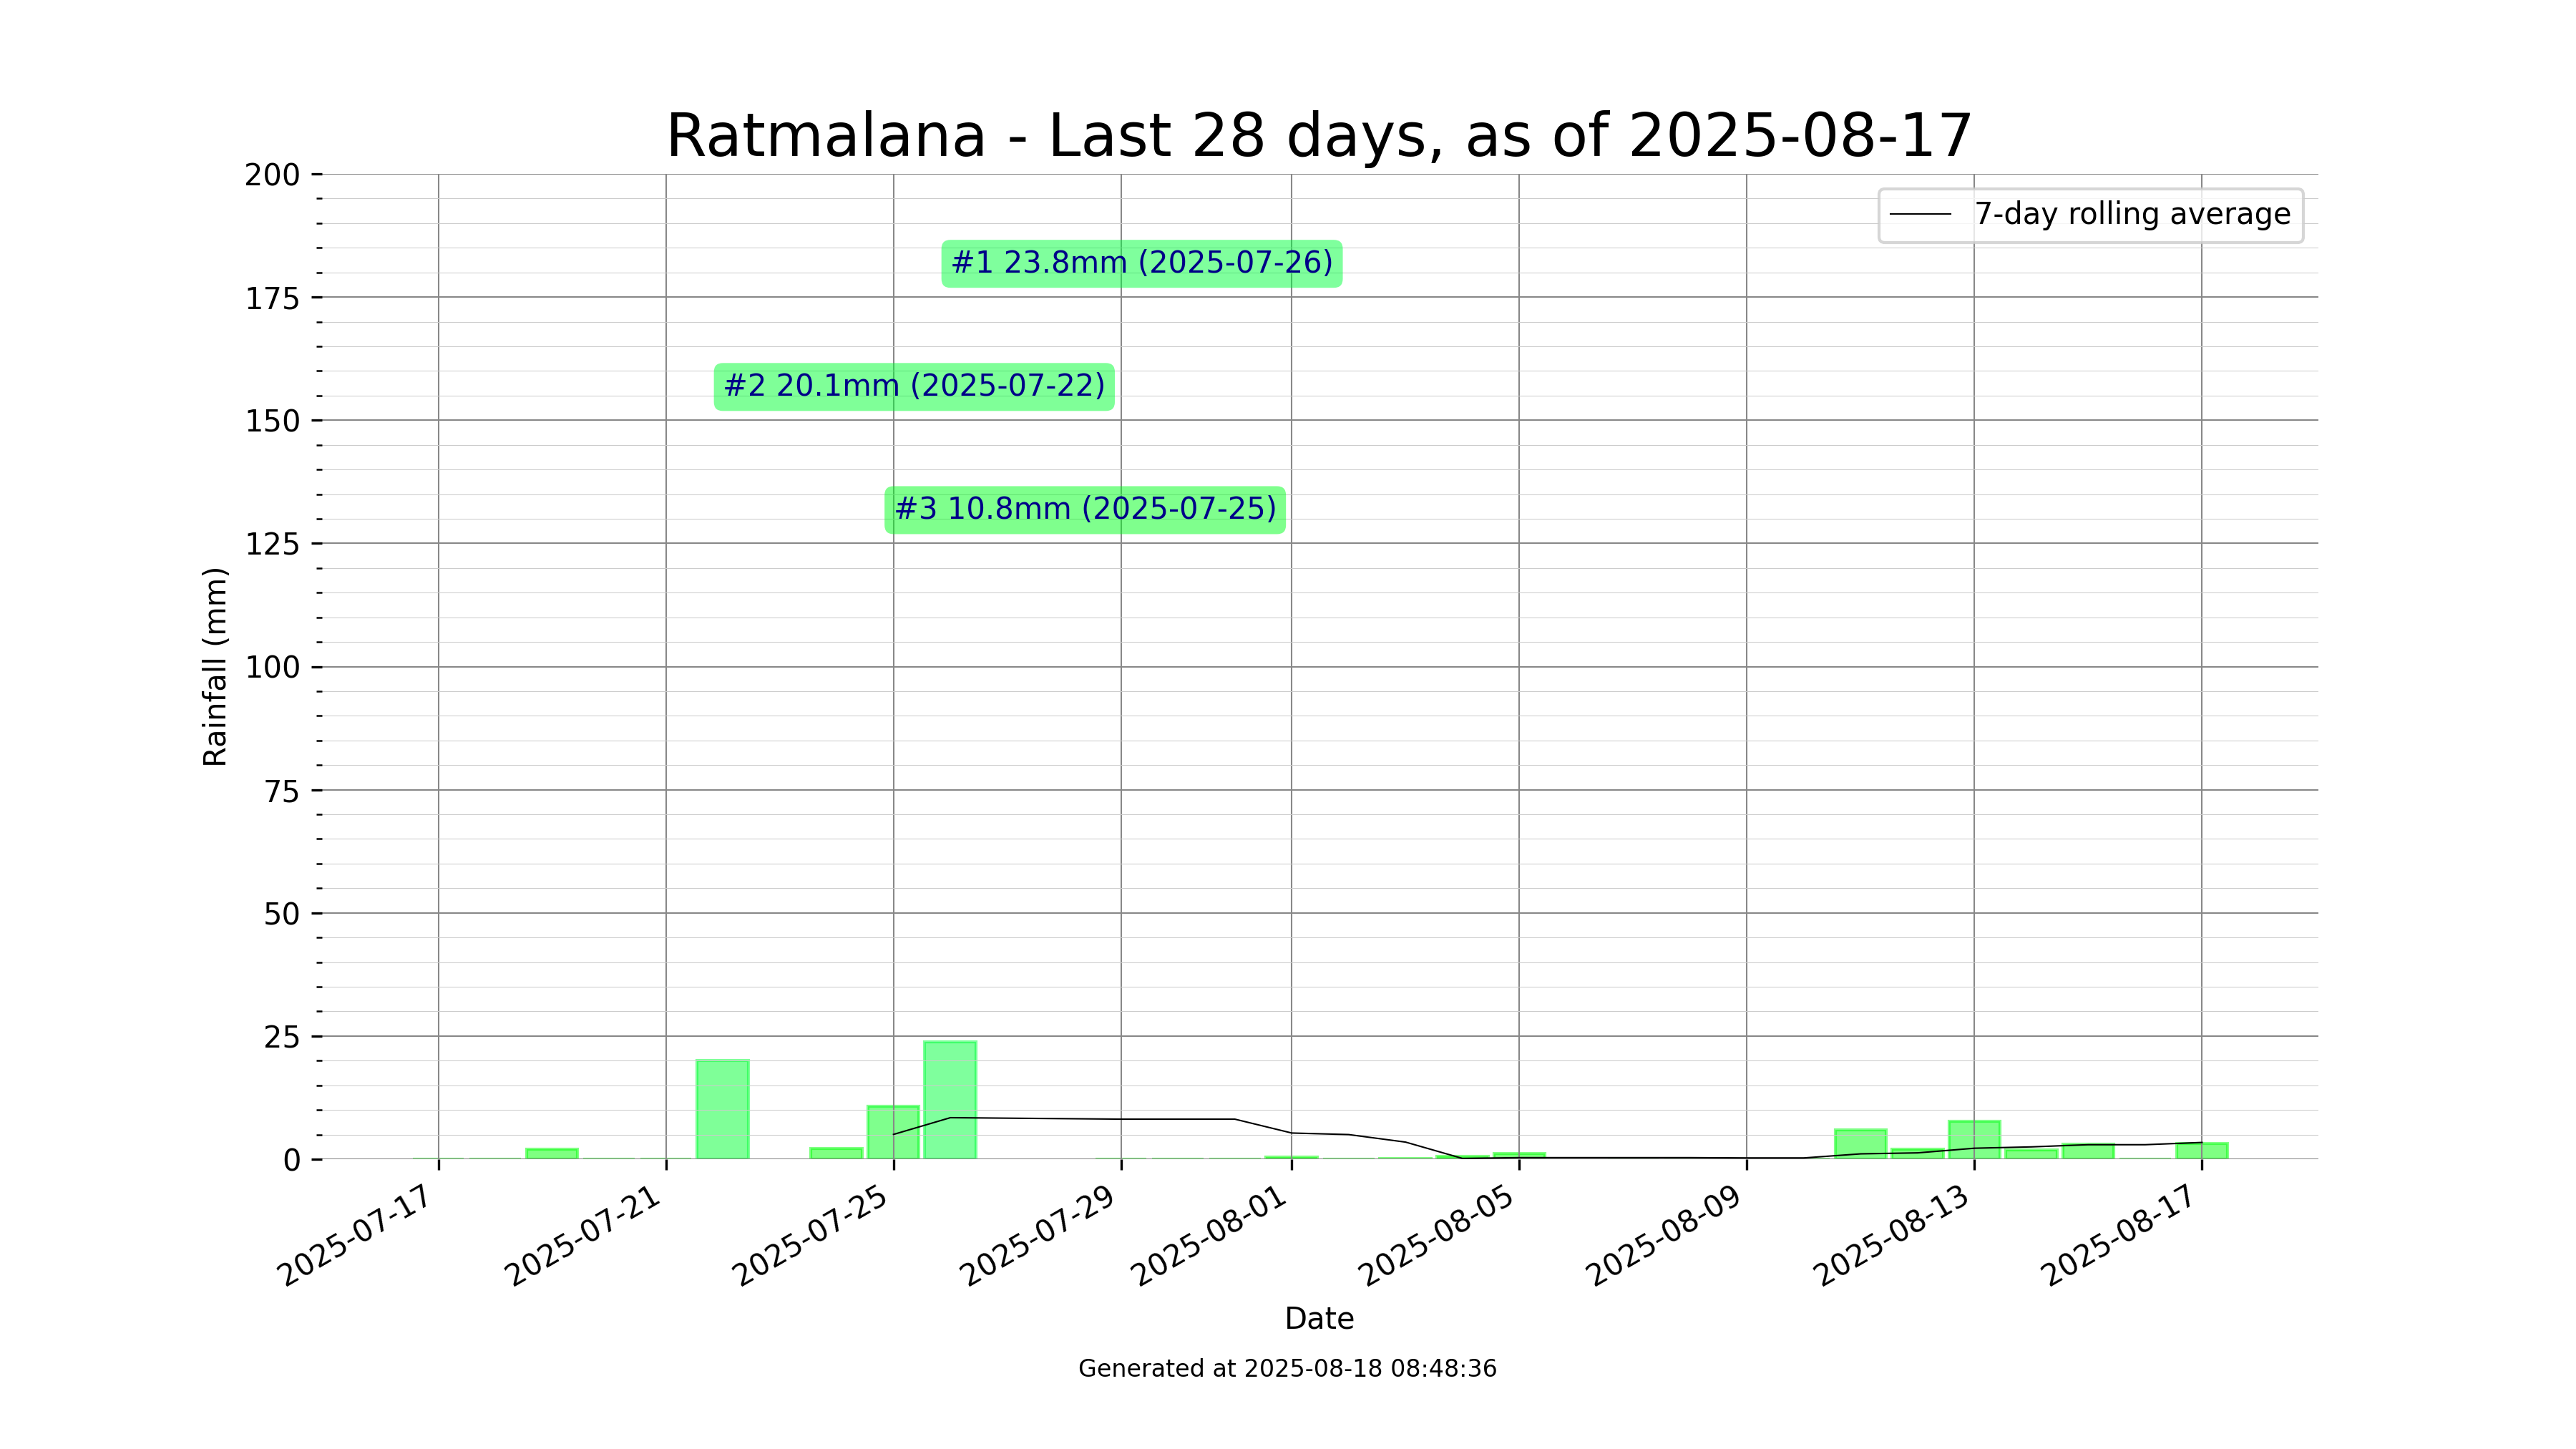 Ratmalana - Last 28 days, as of 2025-08-17
7-day rolling average
#1 23.8mm (2025-07-26)
#2 20.1mm (2025-07-22)
#3 10.8mm (2025-07-25)
Rainfall (mm)
200
175
150
125
100
75
50
25
0
2025-07-17
2025-07-21
2025-07-25
2025-07-29
2025-08-01
2025-08-05
2025-08-09
2025-08-13
2025-08-17
Date
Generated at 2025-08-18 08:48:36